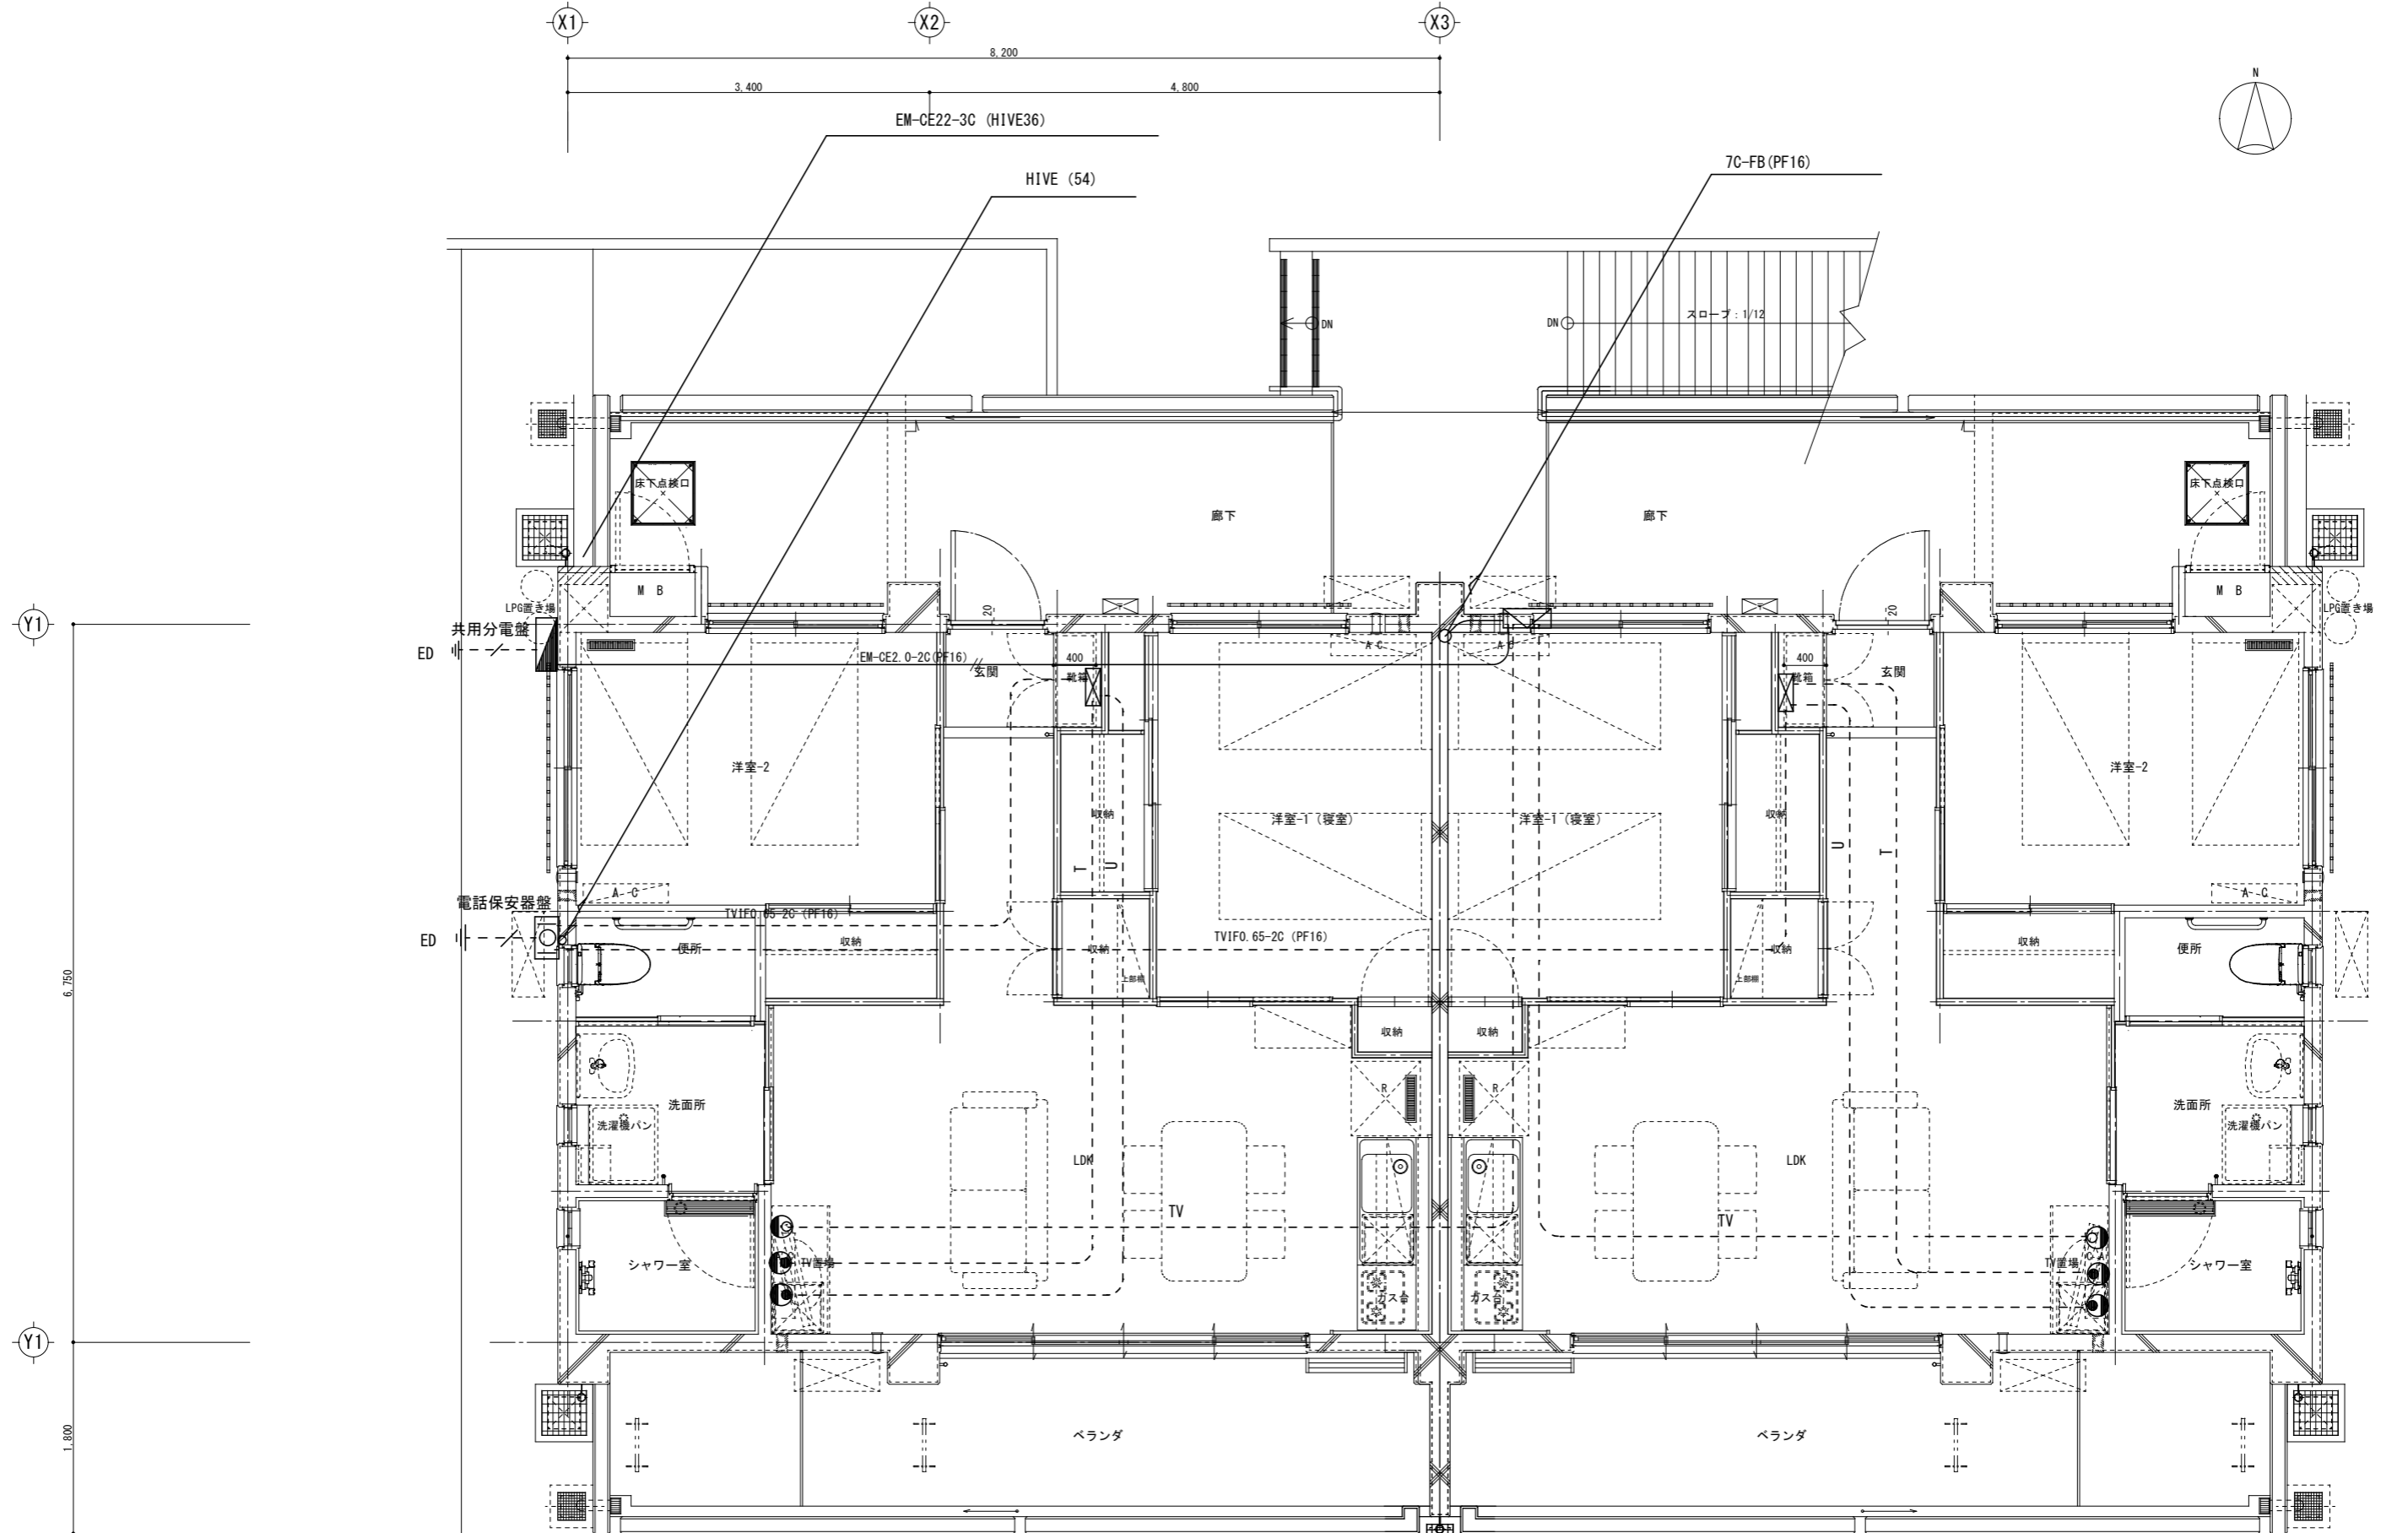 X1 X2 X3
8,200
N
3,400 4,800
EM-CE22-3C (HIVE36)
7C-FB(PF16)
HIVE (54)
スロープ：1/12
DN DN
床下点検口 床下点検口
廊下 廊下
M B M B
LPG置き場 LPG置き場
20 20
T T
Y1
共用分電盤
ED
EM-CE2.0-2C(PF16)
400 400
A C A C
玄関 靴箱 靴箱 玄関
洋室-2 洋室-2
収納 収納
洋室-1（寝室） 洋室-1（寝室）
T U U T
A C A C
電話保安器盤
TVIF0.65-2C (PF16)
ED
TVIF0.65-2C (PF16)
便所 収納 収納 収納 収納 便所
上部棚 上部棚
6,750
収納 収納
R R
洗面所 洗面所
洗濯機パン 洗濯機パン
LDK LDK
TV TV
シャワー室 TV置場 TV置場 シャワー室
ガス台 ガス台
Y1
ベランダ ベランダ
1,800